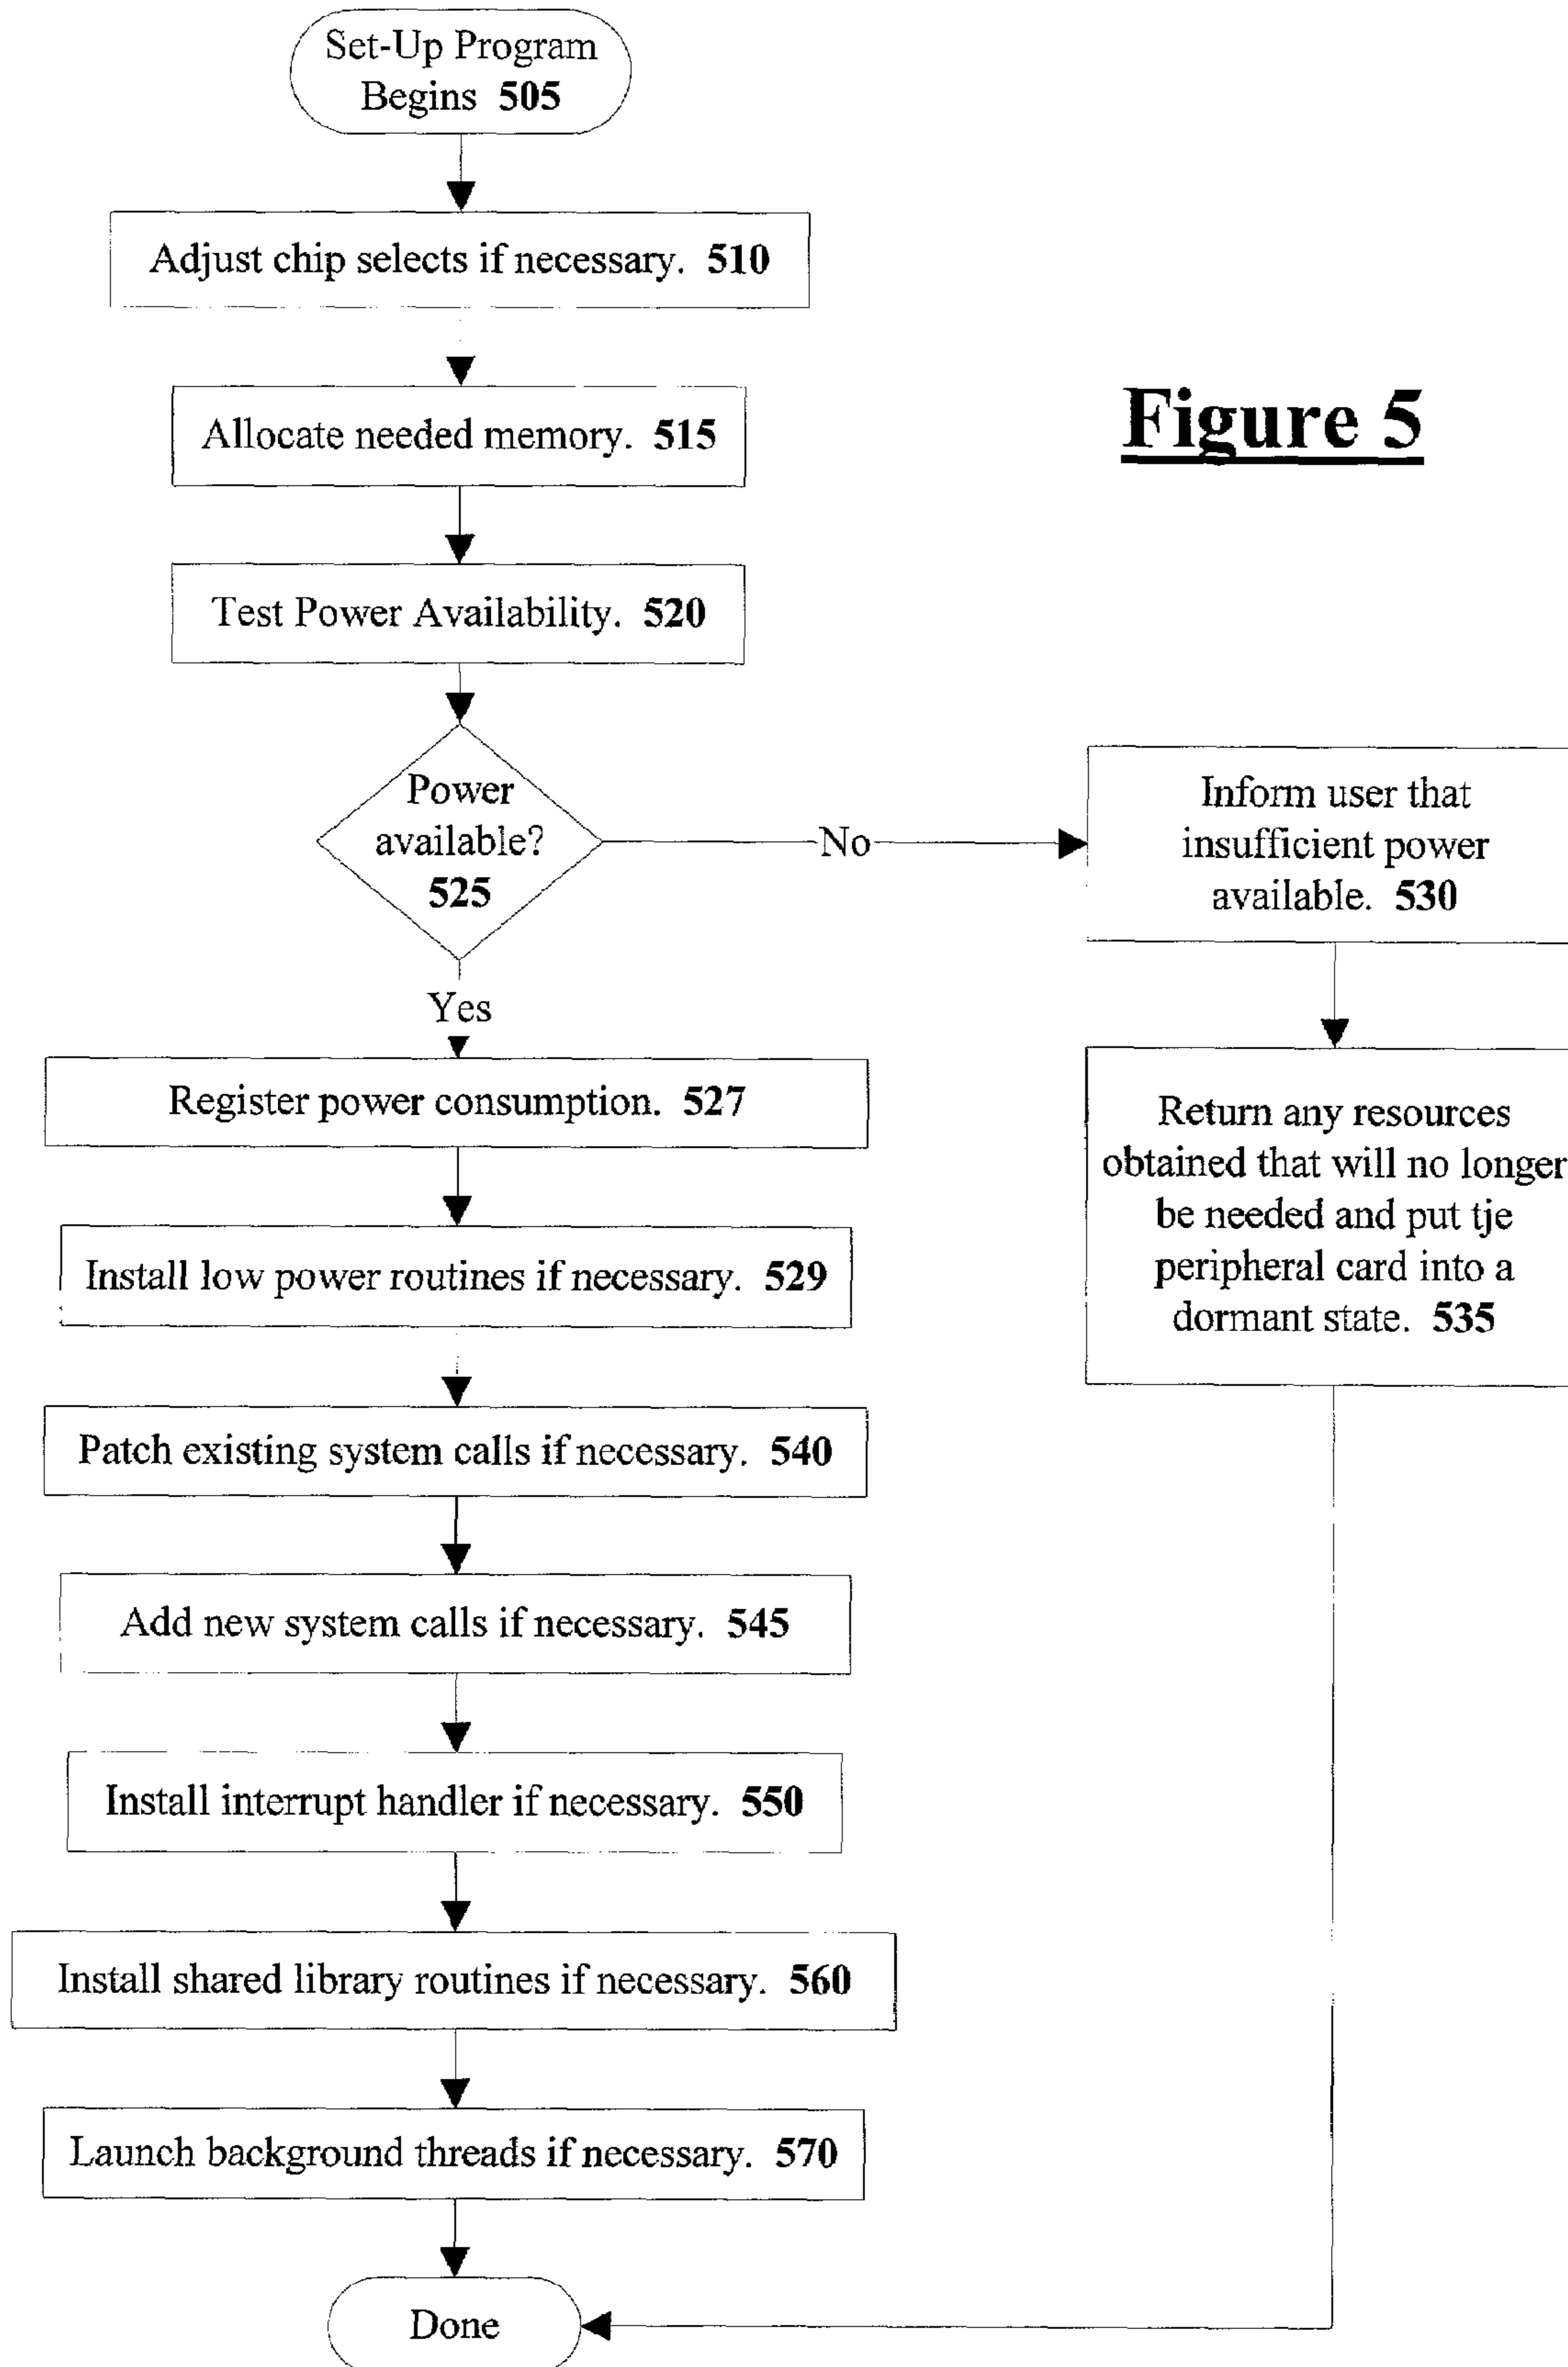 Set-Up Program
Begins 505
Adjust chip selects if necessary. 510
Allocate needed memory. 515
Figure 5
Test Power Availability. 520
Power
available?
525
No
Inform user that
insufficient power
available. 530
Yes
Register power consumption. 527
Return any resources
obtained that will no longer
be needed and put tje
peripheral card into a
dormant state. 535
Install low power routines if necessary. 529
Patch existing system calls if necessary. 540
Add new system calls if necessary. 545
Install interrupt handler if necessary. 550
Install shared library routines if necessary. 560
Launch background threads if necessary. 570
Done